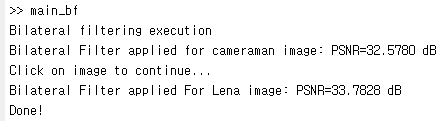 >> main_bf
Bilateral filtering execution
Bilateral Filter applied for cameraman image: PSNR=32.5780 dB
Click on image to continue...
Bilateral Filter applied For Lena image: PSNR=33.7828 dB
Done!